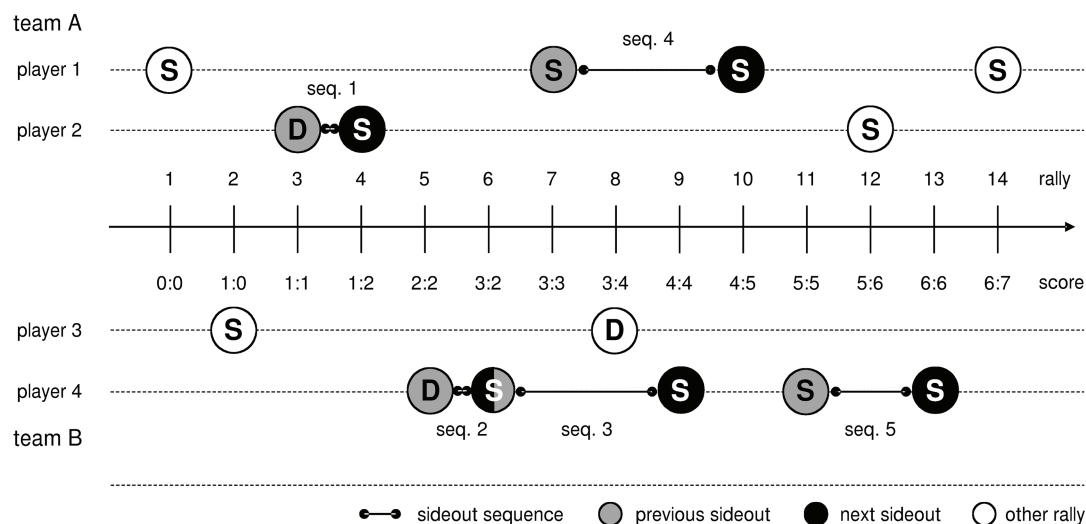 team A
seq. 4
player 1 S S S S
seq. 1
player 2 D S S
1 2 3 4 5 6 7 8 9 10 11 12 13 14 rally
0:0 1:0 1:1 1:2 2:2 3:2 3:3 3:4 4:4 4:5 5:5 5:6 6:6 6:7 score
player 3 S D
player 4 D S S S S
seq. 2 seq. 3 seq. 5
team B
sideout sequence previous sideout next sideout other rally